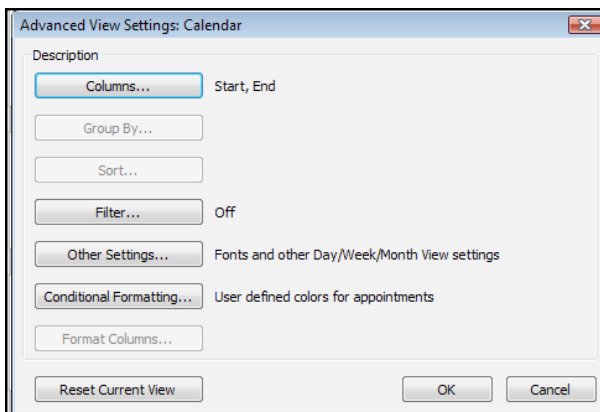 Advanced View Settings: Calendar
Description
Columns... Start, End
Group By...
Sort...
Filter... Off
Other Settings... Fonts and other Day/Week/Month View settings
Conditional Formatting... User defined colors for appointments
Format Columns...
Reset Current View OK Cancel